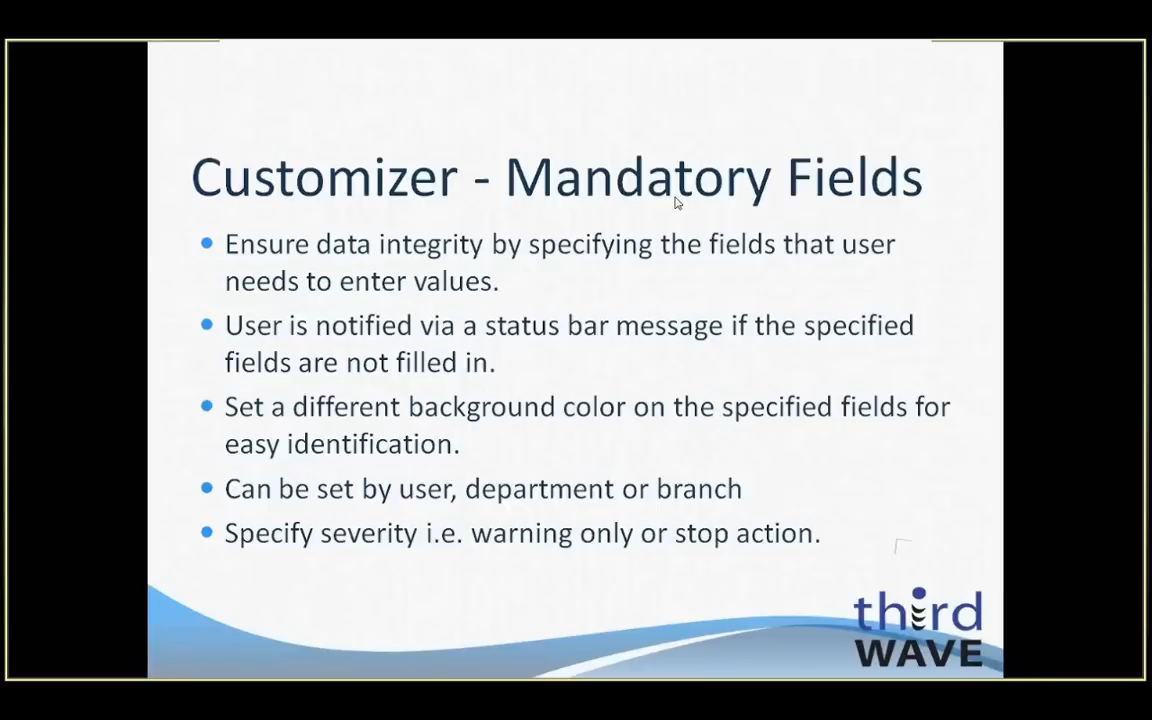 Customizer - Mandatory Fields
Ensure data integrity by specifying the fields that user
needs to enter values.
User is notified via a status bar message if the specified
fields are not filled in.
Set a different background color on the specified fields for
easy identification.
Can be set by user, department or branch
Specify severity i.e. warning only or stop action.
third
WAVE